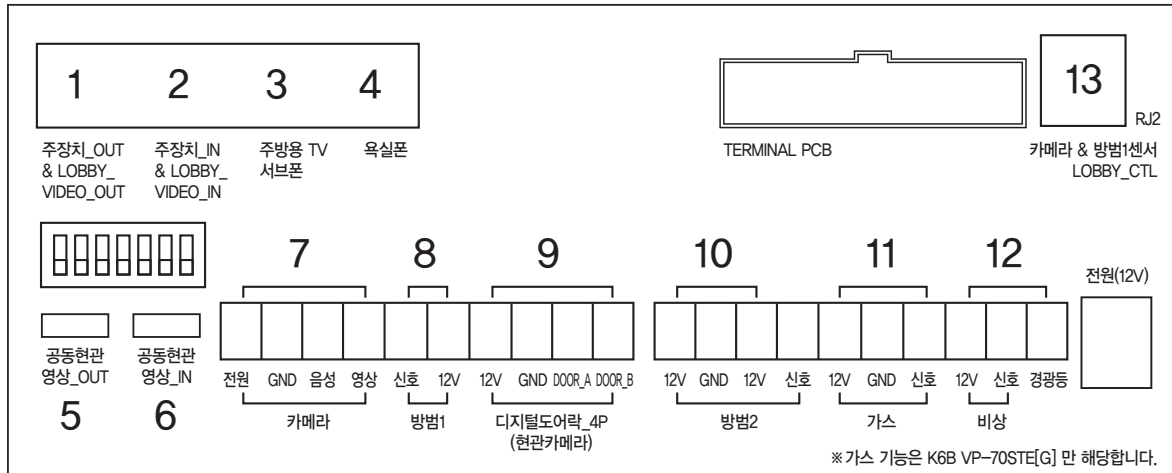 1 2 3 4
주장치_OUT
& LOBBY_
VIDEO_OUT
주장치_IN
& LOBBY_
VIDEO_IN
주방용 TV
서브폰
욕실폰
TERMINAL PCB
13
RJ2
카메라 & 방범1센서
LOBBY_CTL
7 8 9 10 11 12
전원(12V)
공동현관
영상_OUT
5
공동현관
영상_IN
6
전원 GND 음성 영상 신호 12V 12V GND DOOR_A DOOR_B 12V GND 12V 신호 12V GND 신호 12V 신호 경광등
카메라 방범1 디지털도어락_4P 방범2 가스 비상
(현관카메라)
※가스 기능은 K6B VP-70STE[G] 만 해당합니다.